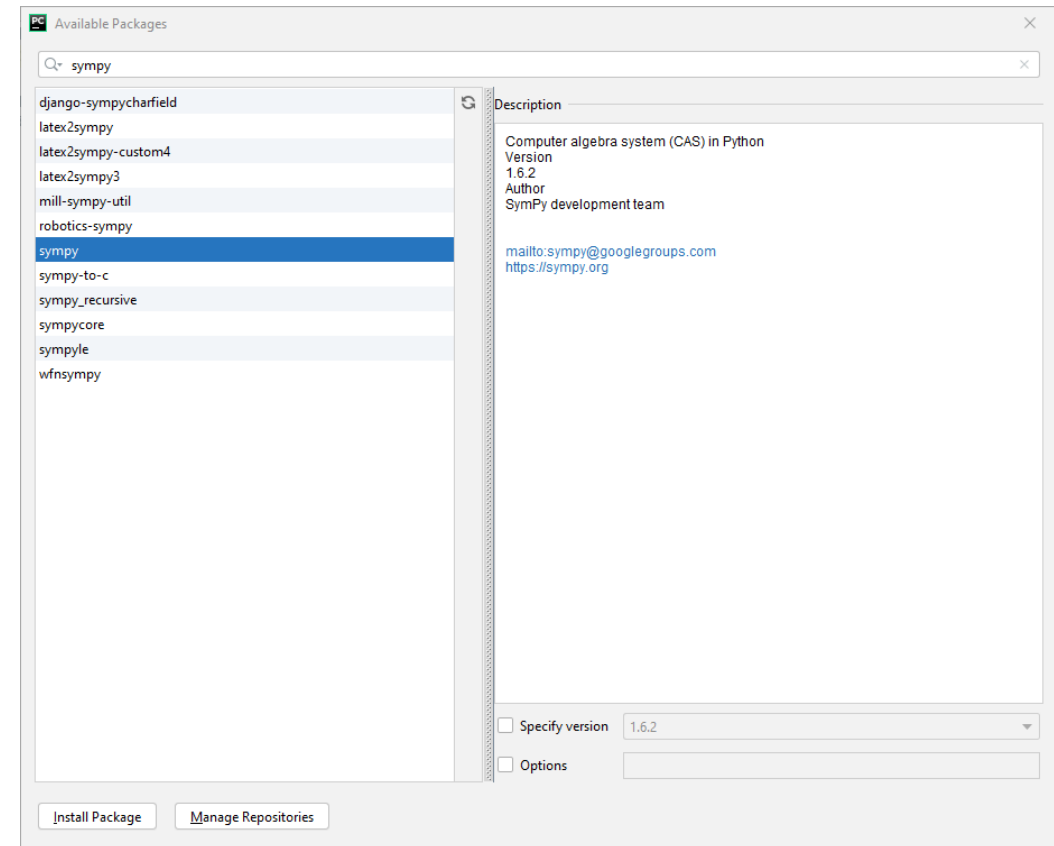 PC Available Packages
sympy
django-sympycharfield
latex2sympy
latex2sympy-custom4
latex2sympy3
mill-sympy-util
robotics-sympy
sympy
sympy-to-c
sympy_recursive
sympycore
sympyle
wfnsympy
Description
Computer algebra system (CAS) in Python
Version
1.6.2
Author
SymPy development team
mailto:sympy@googlegroups.com
https://sympy.org
Specify version 1.6.2
Options
Install Package Manage Repositories